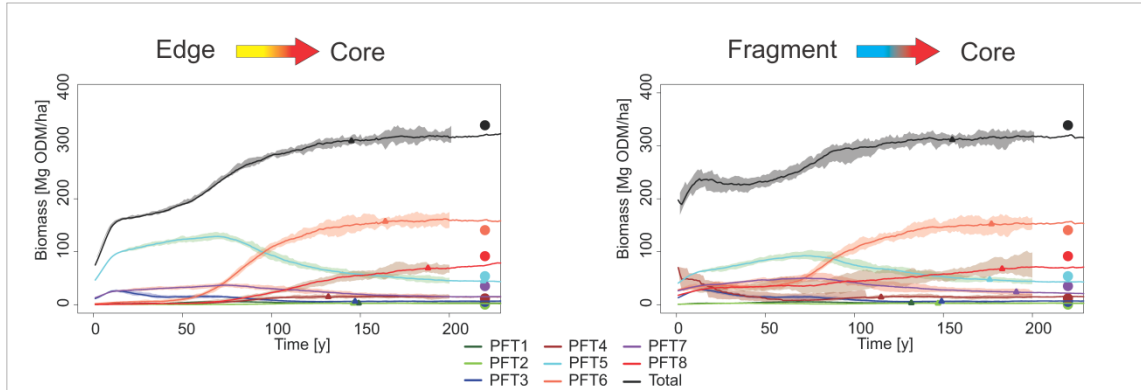 Edge Core
Fragment Core
Biomass [Mg ODM/ha]
400
300
200
100
0
0 50 100 150 200
Time [y]
Biomass [Mg ODM/ha]
400
300
200
100
0
0 50 100 150 200
Time [y]
PFT1 PFT4 PFT7
PFT2 PFT5 PFT8
PFT3 PFT6 Total